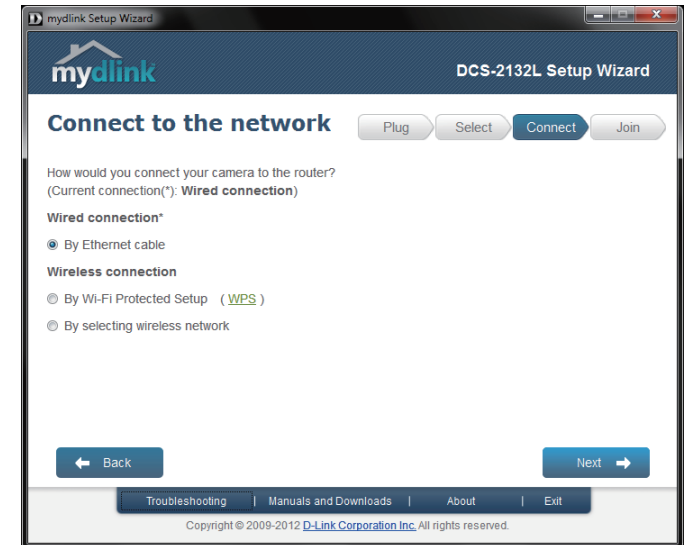 mydlink Setup Wizard
mydlink
DCS-2132L Setup Wizard
Connect to the network
Plug
Select
Connect
Join
How would you connect your camera to the router?
(Current connection(*): Wired connection)
Wired connection*
By Ethernet cable
Wireless connection
By Wi-Fi Protected Setup ( WPS )
By selecting wireless network
Back
Next
Troubleshooting | Manuals and Downloads | About | Exit
Copyright © 2009-2012 D-Link Corporation Inc. All rights reserved.